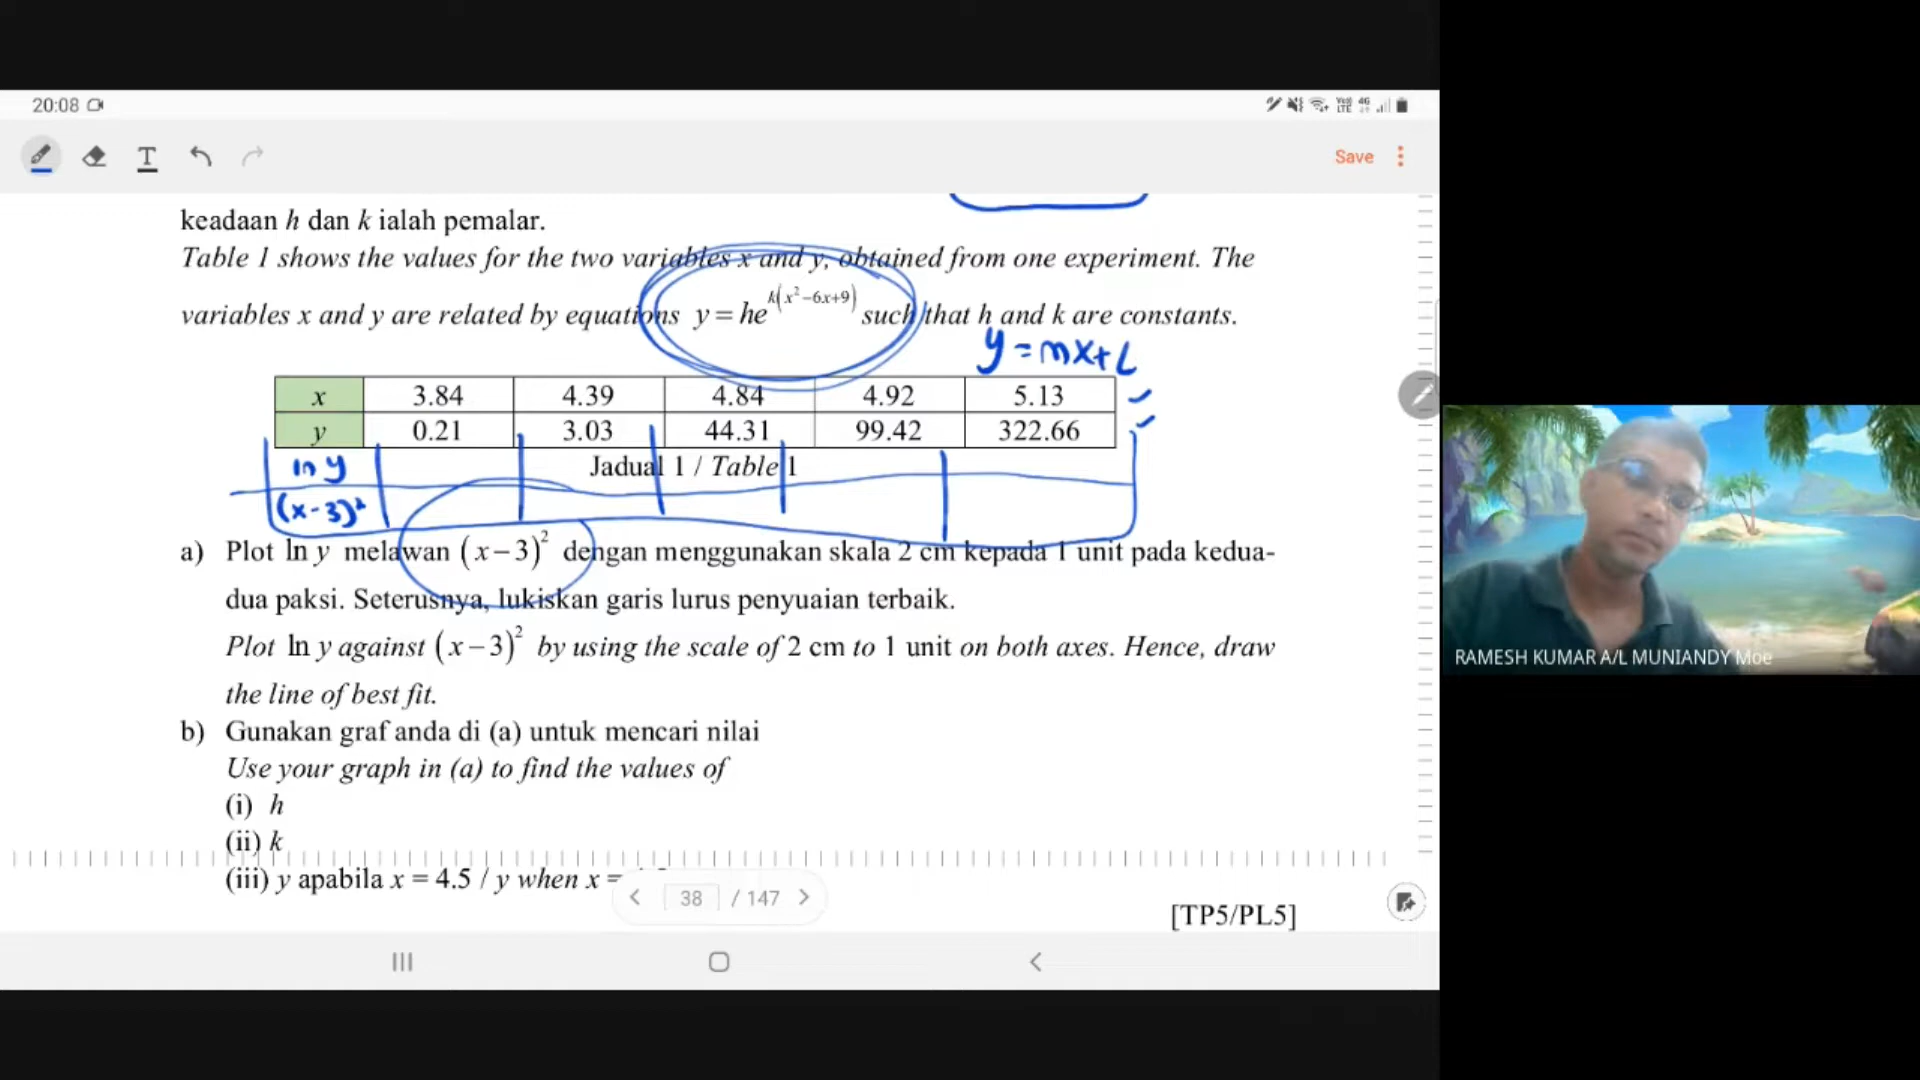 20:08
Save
keadaan h dan k ialah pemalar.
Table 1 shows the values for the two variables x and y, obtained from one experiment. The
variables x and y are related by equations y = he^k(x²−6x+9) such that h and k are constants.
y = mx + c
x 3.84 4.39 4.84 4.92 5.13
y 0.21 3.03 44.31 99.42 322.66
ln y
Jadual 1 / Table 1
(x-3)²
a) Plot ln y melawan (x−3)² dengan menggunakan skala 2 cm kepada 1 unit pada kedua-
dua paksi. Seterusnya, lukiskan garis lurus penyuaian terbaik.
Plot ln y against (x−3)² by using the scale of 2 cm to 1 unit on both axes. Hence, draw
the line of best fit.
b) Gunakan graf anda di (a) untuk mencari nilai
Use your graph in (a) to find the values of
(i) h
(ii) k
(iii) y apabila x = 4.5 / y when x =
38 / 147
[TP5/PL5]
RAMESH KUMAR A/L MUNIANDY Moe